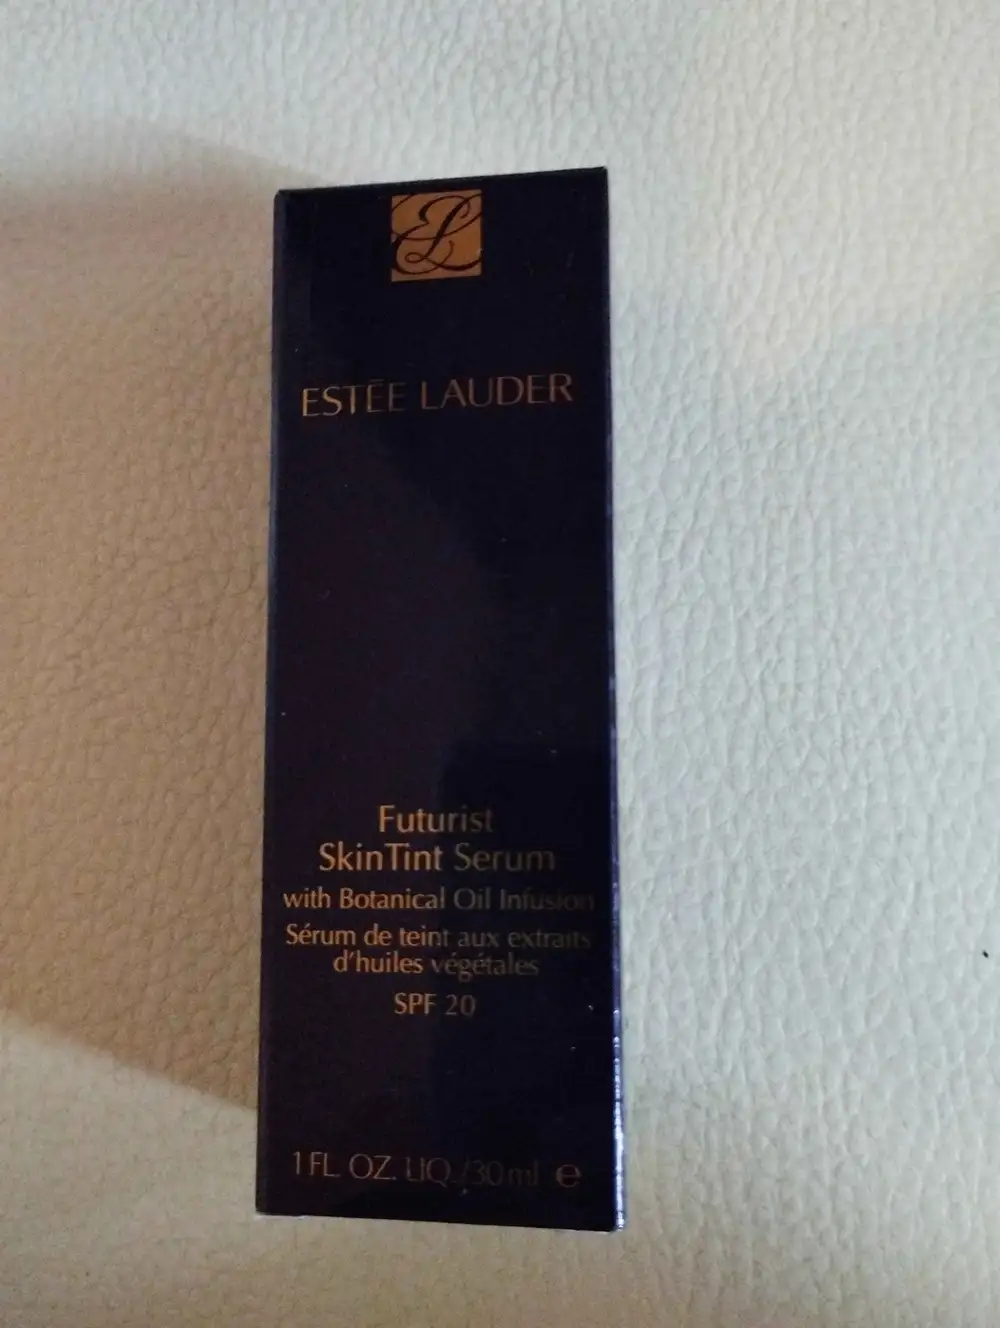 EL
ESTĒE LAUDER
Futurist
SkinTint Serum
with Botanical Oil Infusion
Sérum de teint aux extraits
d'huiles végétales
SPF 20
1 FL. OZ. LIQ./30 ml e